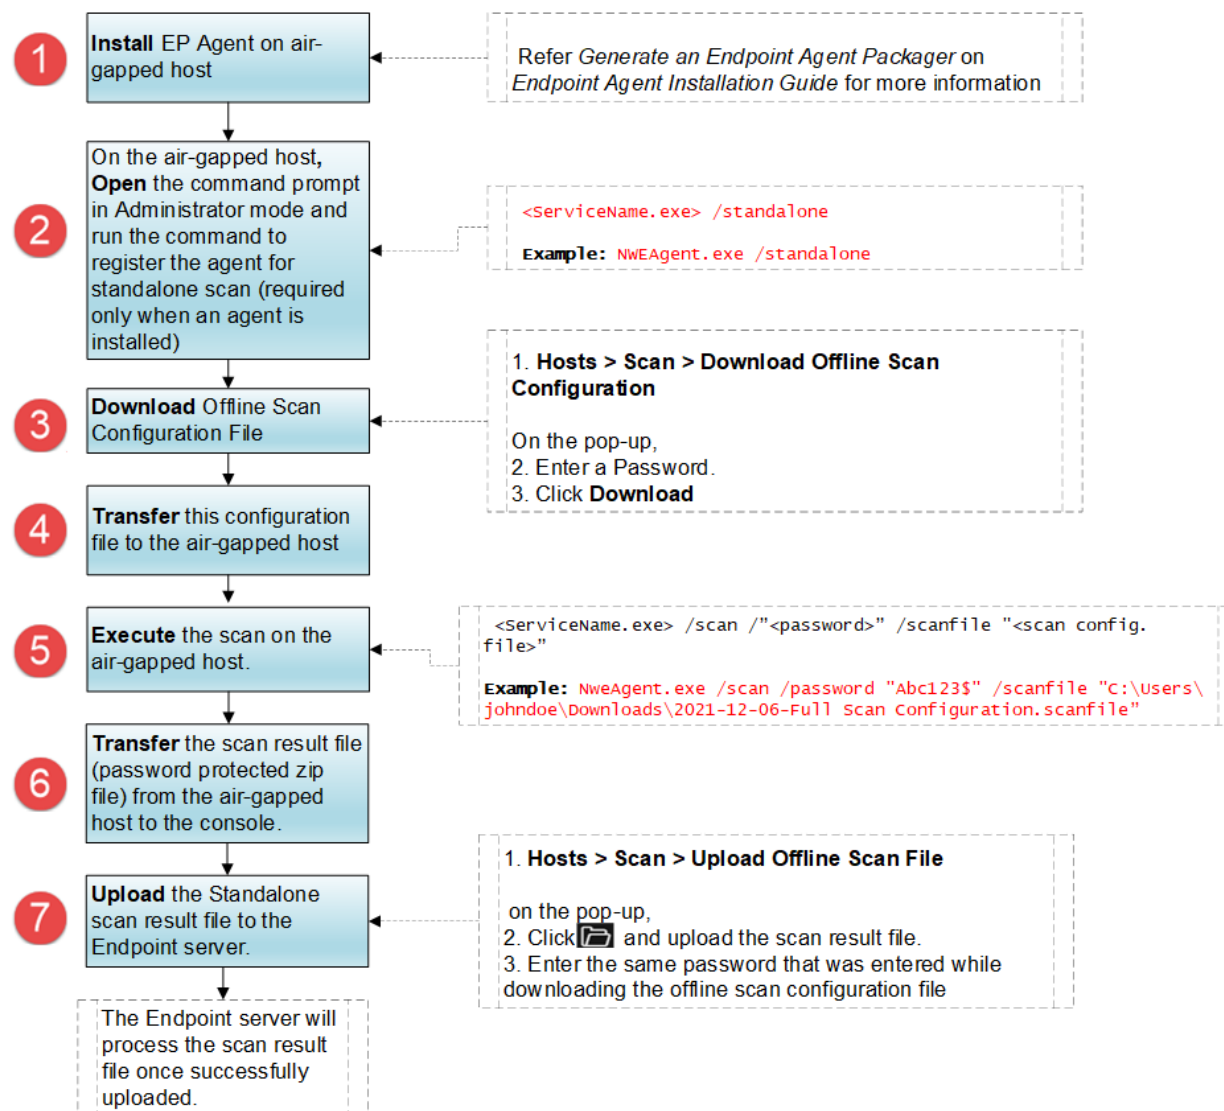 1
Install EP Agent on air-
gapped host
Refer Generate an Endpoint Agent Packager on
Endpoint Agent Installation Guide for more information
2
On the air-gapped host,
Open the command prompt
in Administrator mode and
run the command to
register the agent for
standalone scan (required
only when an agent is
installed)
<ServiceName.exe> /standalone
Example: NWEAgent.exe /standalone
3
Download Offline Scan
Configuration File
1. Hosts > Scan > Download Offline Scan
Configuration
On the pop-up,
2. Enter a Password.
3. Click Download
4
Transfer this configuration
file to the air-gapped host
5
Execute the scan on the
air-gapped host.
<ServiceName.exe> /scan /"<password>" /scanfile "<scan config.
file>"
Example: NweAgent.exe /scan /password "Abc123$" /scanfile "C:\Users\
johndoe\Downloads\2021-12-06-Full Scan Configuration.scanfile"
6
Transfer the scan result file
(password protected zip
file) from the air-gapped
host to the console.
7
Upload the Standalone
scan result file to the
Endpoint server.
1. Hosts > Scan > Upload Offline Scan File
on the pop-up,
2. Click and upload the scan result file.
3. Enter the same password that was entered while
downloading the offline scan configuration file
The Endpoint server will
process the scan result
file once successfully
uploaded.